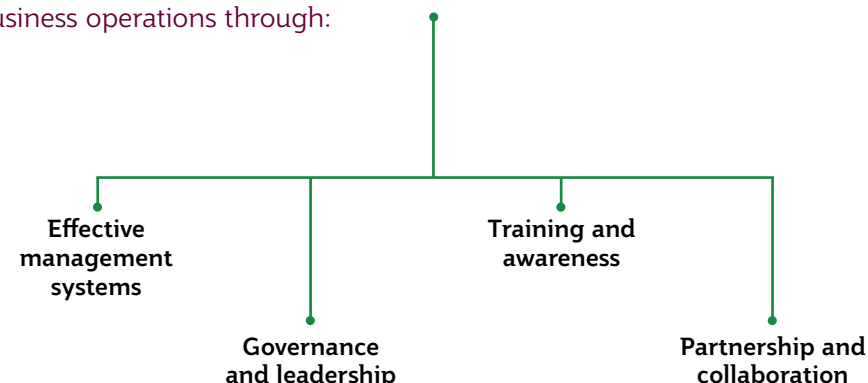 usiness operations through:
Effective
management
systems
Training and
awareness
Governance
and leadership
Partnership and
collaboration